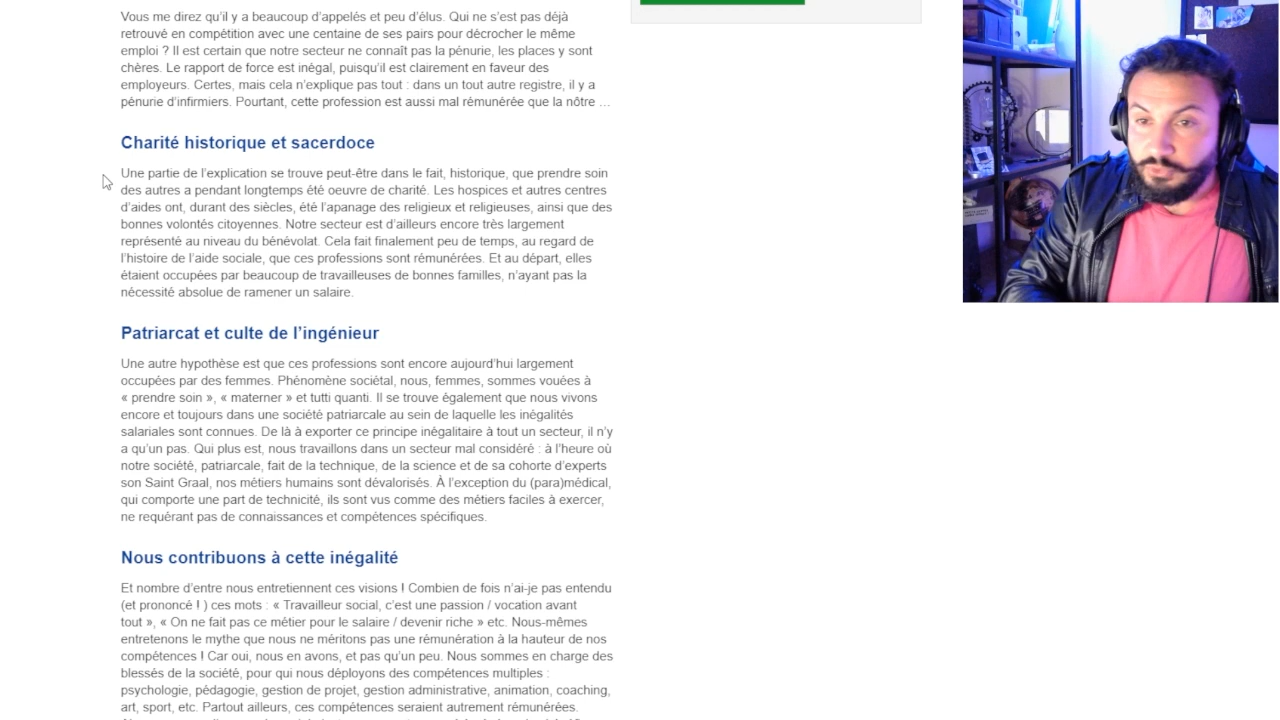 Vous me direz qu’il y a beaucoup d’appelés et peu d’élus. Qui ne s’est pas déjà
retrouvé en compétition avec une centaine de ses pairs pour décrocher le même
emploi ? Il est certain que notre secteur ne connaît pas la pénurie, les places y sont
chères. Le rapport de force est inégal, puisqu’il est clairement en faveur des
employeurs. Certes, mais cela n’explique pas tout : dans un tout autre registre, il y a
pénurie d’infirmiers. Pourtant, cette profession est aussi mal rémunérée que la nôtre ...
Charité historique et sacerdoce
Une partie de l’explication se trouve peut-être dans le fait, historique, que prendre soin
des autres a pendant longtemps été oeuvre de charité. Les hospices et autres centres
d’aides ont, durant des siècles, été l’apanage des religieux et religieuses, ainsi que des
bonnes volontés citoyennes. Notre secteur est d’ailleurs encore très largement
représenté au niveau du bénévolat. Cela fait finalement peu de temps, au regard de
l’histoire de l’aide sociale, que ces professions sont rémunérées. Et au départ, elles
étaient occupées par beaucoup de travailleuses de bonnes familles, n’ayant pas la
nécessité absolue de ramener un salaire.
Patriarcat et culte de l’ingénieur
Une autre hypothèse est que ces professions sont encore aujourd’hui largement
occupées par des femmes. Phénomène sociétal, nous, femmes, sommes vouées à
« prendre soin », « materner » et tutti quanti. Il se trouve également que nous vivons
encore et toujours dans une société patriarcale au sein de laquelle les inégalités
salariales sont connues. De là à exporter ce principe inégalitaire à tout un secteur, il n’y
a qu’un pas. Qui plus est, nous travaillons dans un secteur mal considéré : à l’heure où
notre société, patriarcale, fait de la technique, de la science et de sa cohorte d’experts
son Saint Graal, nos métiers humains sont dévalorisés. À l’exception du (para)médical,
qui comporte une part de technicité, ils sont vus comme des métiers faciles à exercer,
ne requérant pas de connaissances et compétences spécifiques.
Nous contribuons à cette inégalité
Et nombre d’entre nous entretiennent ces visions ! Combien de fois n’ai-je pas entendu
(et prononcé ! ) ces mots : « Travailleur social, c’est une passion / vocation avant
tout », « On ne fait pas ce métier pour le salaire / devenir riche » etc. Nous-mêmes
entretenons le mythe que nous ne méritons pas une rémunération à la hauteur de nos
compétences ! Car oui, nous en avons, et pas qu’un peu. Nous sommes en charge des
blessés de la société, pour qui nous déployons des compétences multiples :
psychologie, pédagogie, gestion de projet, gestion administrative, animation, coaching,
art, sport, etc. Partout ailleurs, ces compétences seraient autrement rémunérées.